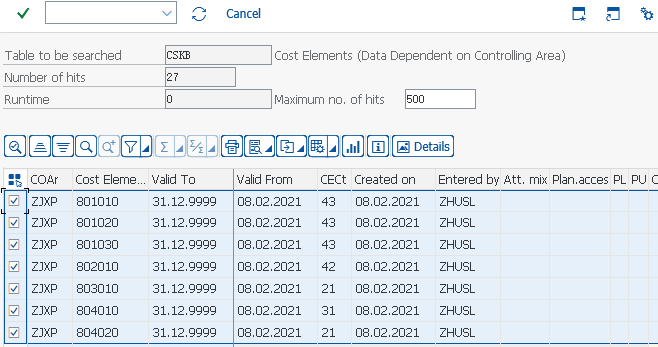 Cancel
Table to be searched CSKB Cost Elements (Data Dependent on Controlling Area)
Number of hits 27
Runtime 0 Maximum no. of hits 500
Details
COAr Cost Eleme... Valid To Valid From CECt Created on Entered by Att. mix Plan.acces PL PU
ZJXP 801010 31.12.9999 08.02.2021 43 08.02.2021 ZHUSL
ZJXP 801020 31.12.9999 08.02.2021 43 08.02.2021 ZHUSL
ZJXP 801030 31.12.9999 08.02.2021 43 08.02.2021 ZHUSL
ZJXP 802010 31.12.9999 08.02.2021 42 08.02.2021 ZHUSL
ZJXP 803010 31.12.9999 08.02.2021 21 08.02.2021 ZHUSL
ZJXP 804010 31.12.9999 08.02.2021 31 08.02.2021 ZHUSL
ZJXP 804020 31.12.9999 08.02.2021 21 08.02.2021 ZHUSL